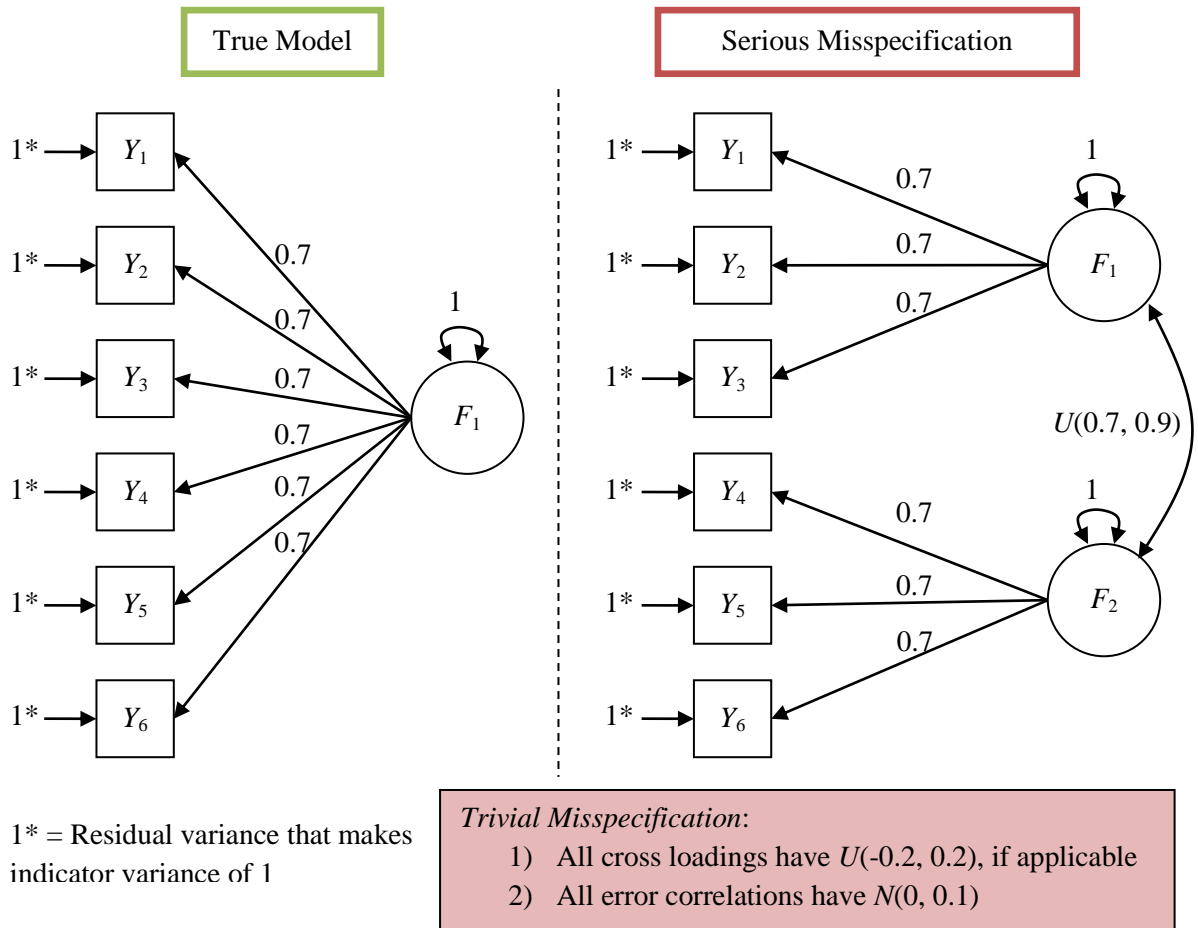 True Model
Serious Misspecification
1*
Y1
0.7
1*
Y2
0.7
1*
Y3
0.7
1*
Y4
0.7
1*
Y5
0.7
1*
Y6
0.7
1
F1
1*
Y1
0.7
1*
Y2
0.7
1*
Y3
0.7
1
F1
U(0.7, 0.9)
1*
Y4
0.7
1*
Y5
0.7
1*
Y6
0.7
1
F2
1* = Residual variance that makes
indicator variance of 1
Trivial Misspecification:
1) All cross loadings have U(-0.2, 0.2), if applicable
2) All error correlations have N(0, 0.1)